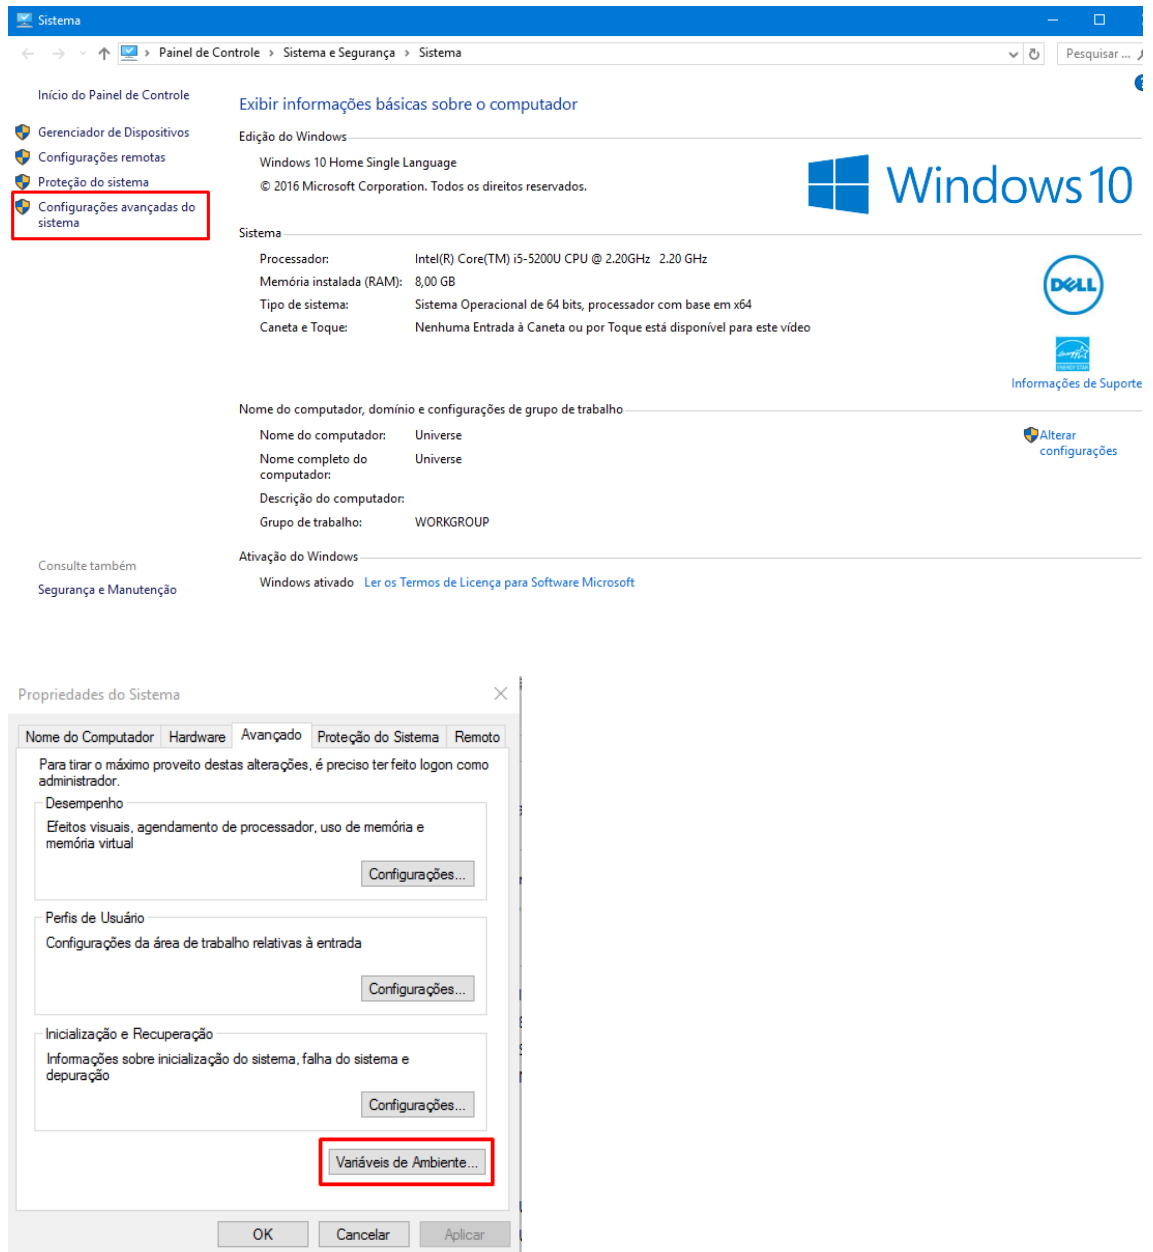 Sistema
Painel de Controle › Sistema e Segurança › Sistema
Pesquisar ...
Início do Painel de Controle
Gerenciador de Dispositivos
Configurações remotas
Proteção do sistema
Configurações avançadas do
sistema
Exibir informações básicas sobre o computador
Edição do Windows
Windows 10 Home Single Language
© 2016 Microsoft Corporation. Todos os direitos reservados.
Windows 10
Sistema
Processador: Intel(R) Core(TM) i5-5200U CPU @ 2.20GHz 2.20 GHz
Memória instalada (RAM): 8,00 GB
Tipo de sistema: Sistema Operacional de 64 bits, processador com base em x64
Caneta e Toque: Nenhuma Entrada à Caneta ou por Toque está disponível para este vídeo
DELL
energy
ENERGY STAR
Informações de Suporte
Nome do computador, domínio e configurações de grupo de trabalho
Nome do computador: Universe
Nome completo do
computador: Universe
Descrição do computador:
Grupo de trabalho: WORKGROUP
Alterar
configurações
Ativação do Windows
Windows ativado Ler os Termos de Licença para Software Microsoft
Consulte também
Segurança e Manutenção
Propriedades do Sistema
Nome do Computador Hardware Avançado Proteção do Sistema Remoto
Para tirar o máximo proveito destas alterações, é preciso ter feito logon como
administrador.
Desempenho
Efeitos visuais, agendamento de processador, uso de memória e
memória virtual
Configurações...
Perfis de Usuário
Configurações da área de trabalho relativas à entrada
Configurações...
Inicialização e Recuperação
Informações sobre inicialização do sistema, falha do sistema e
depuração
Configurações...
Variáveis de Ambiente...
OK Cancelar Aplicar